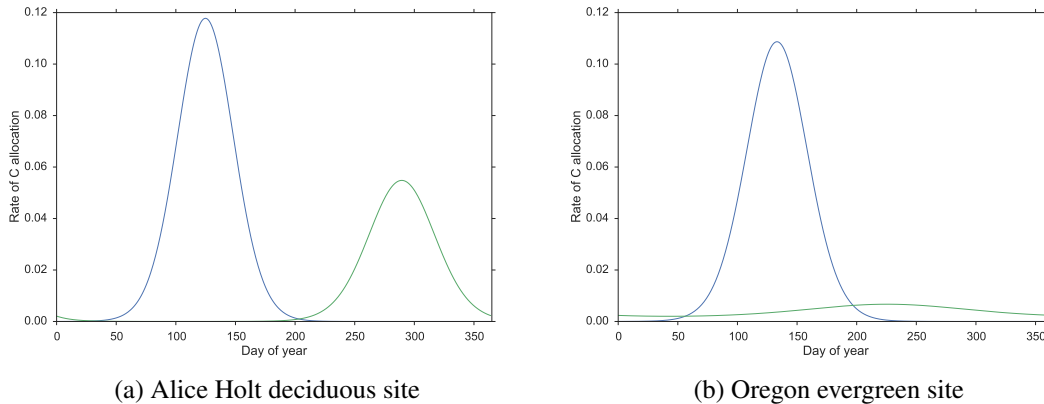 0.12
0.10
0.08
0.06
0.04
0.02
0.00
Rate of C allocation
0 50 100 150 200 250 300 350
Day of year
(a) Alice Holt deciduous site
0.12
0.10
0.08
0.06
0.04
0.02
0.00
Rate of C allocation
0 50 100 150 200 250 300 350
Day of year
(b) Oregon evergreen site